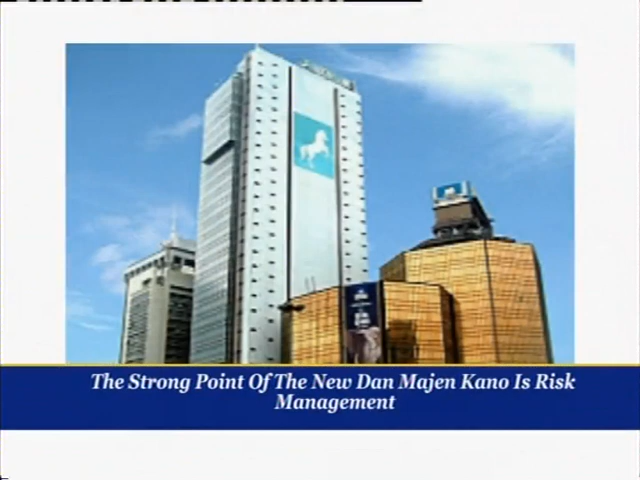 The Strong Point Of The New Dan Majen Kano Is Risk
Management